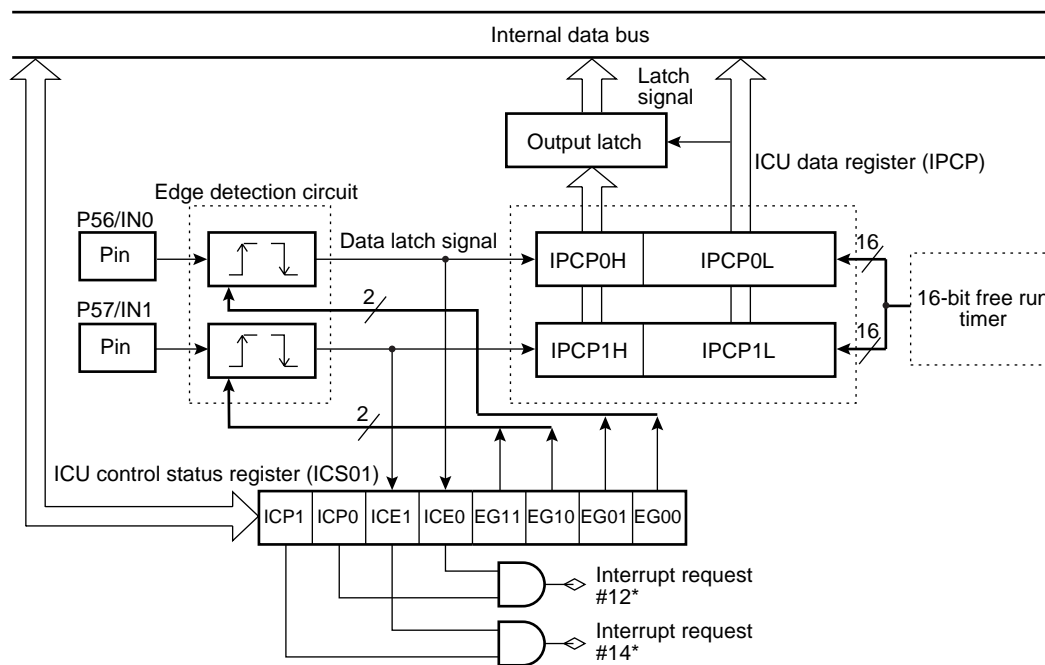 Internal data bus
Latch
signal
Output latch
ICU data register (IPCP)
Edge detection circuit
P56/IN0
Pin
Data latch signal
IPCP0H
IPCP0L
16
2
16-bit free run
timer
P57/IN1
Pin
IPCP1H
IPCP1L
16
2
ICU control status register (ICS01)
ICP1
ICP0
ICE1
ICE0
EG11
EG10
EG01
EG00
Interrupt request
#12*
Interrupt request
#14*